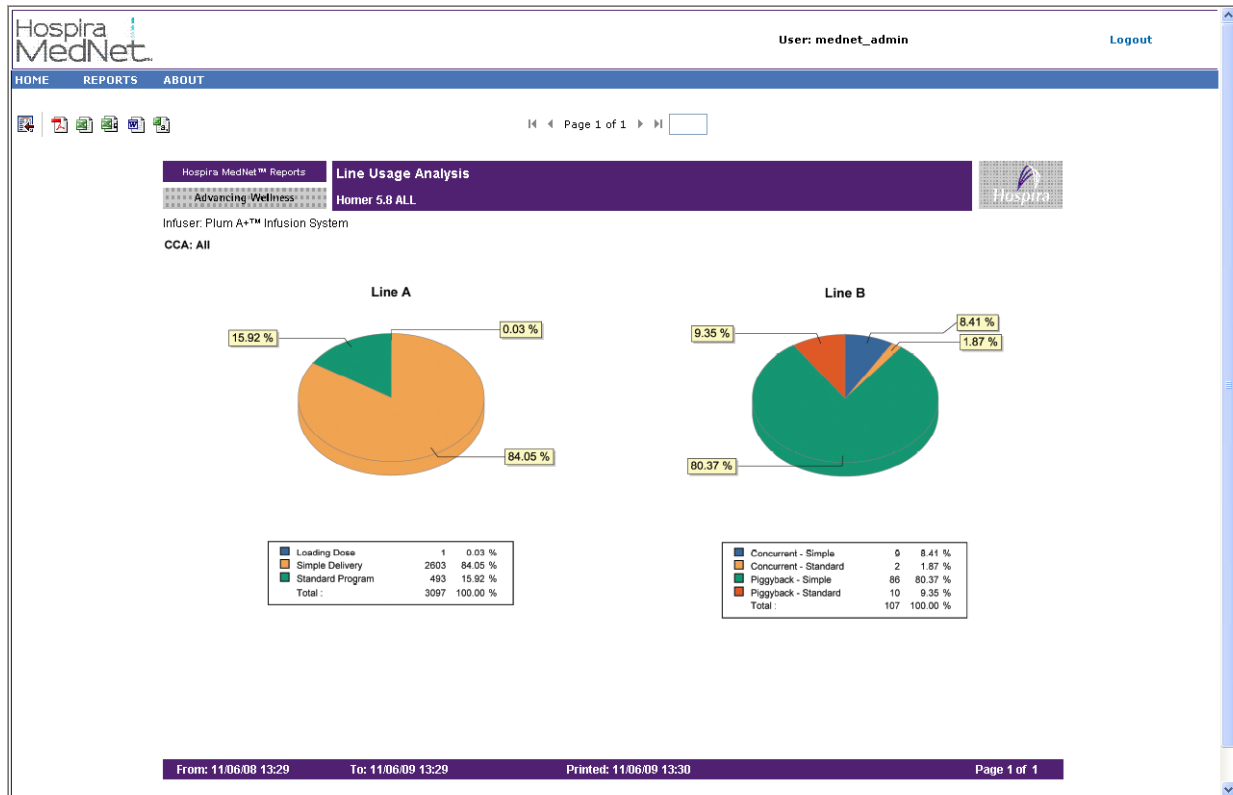 Hospira
MedNet™
User: mednet_admin
Logout
HOME REPORTS ABOUT
Page 1 of 1
Hospira MedNet™ Reports
Advancing Wellness
Line Usage Analysis
Homer 5.8 ALL
Hospira
Infuser: Plum A+™ Infusion System
CCA: All
Line A
15.92 %
0.03 %
84.05 %
Loading Dose 1 0.03 %
Simple Delivery 2603 84.05 %
Standard Program 493 15.92 %
Total : 3097 100.00 %
Line B
9.35 %
8.41 %
1.87 %
80.37 %
Concurrent - Simple 9 8.41 %
Concurrent - Standard 2 1.87 %
Piggyback - Simple 86 80.37 %
Piggyback - Standard 10 9.35 %
Total : 107 100.00 %
From: 11/06/08 13:29 To: 11/06/09 13:29 Printed: 11/06/09 13:30 Page 1 of 1